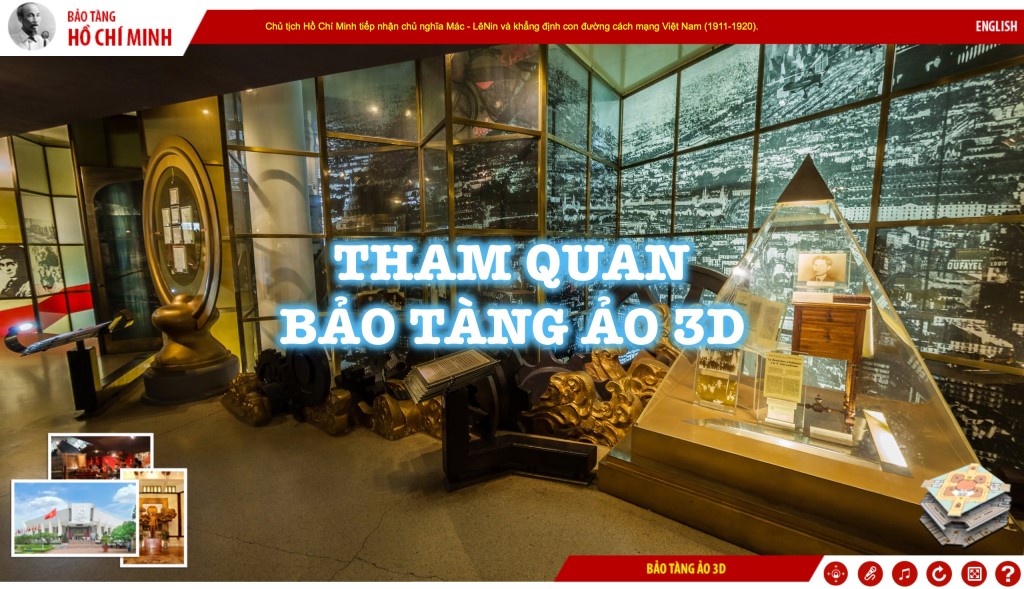 BẢO TÀNG
HỒ CHÍ MINH
Chủ tịch Hồ Chí Minh tiếp nhận chủ nghĩa Mác - LêNin và khẳng định con đường cách mạng Việt Nam (1911-1920).
ENGLISH
DUFAYEL
THAM QUAN
BẢO TÀNG ẢO 3D
BẢO TÀNG ẢO 3D
?